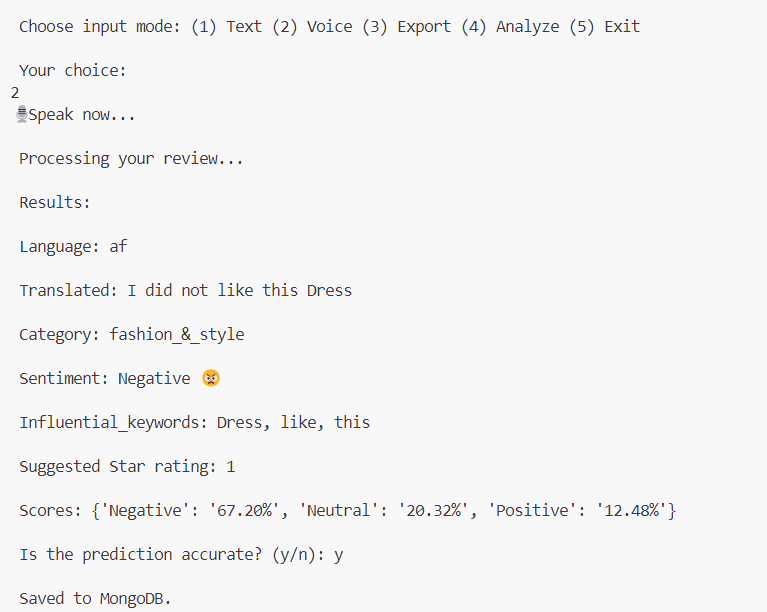 Choose input mode: (1) Text (2) Voice (3) Export (4) Analyze (5) Exit
Your choice:
2
🎙️Speak now...
Processing your review...
Results:
Language: af
Translated: I did not like this Dress
Category: fashion_&_style
Sentiment: Negative 😡
Influential_keywords: Dress, like, this
Suggested Star rating: 1
Scores: {'Negative': '67.20%', 'Neutral': '20.32%', 'Positive': '12.48%'}
Is the prediction accurate? (y/n): y
Saved to MongoDB.